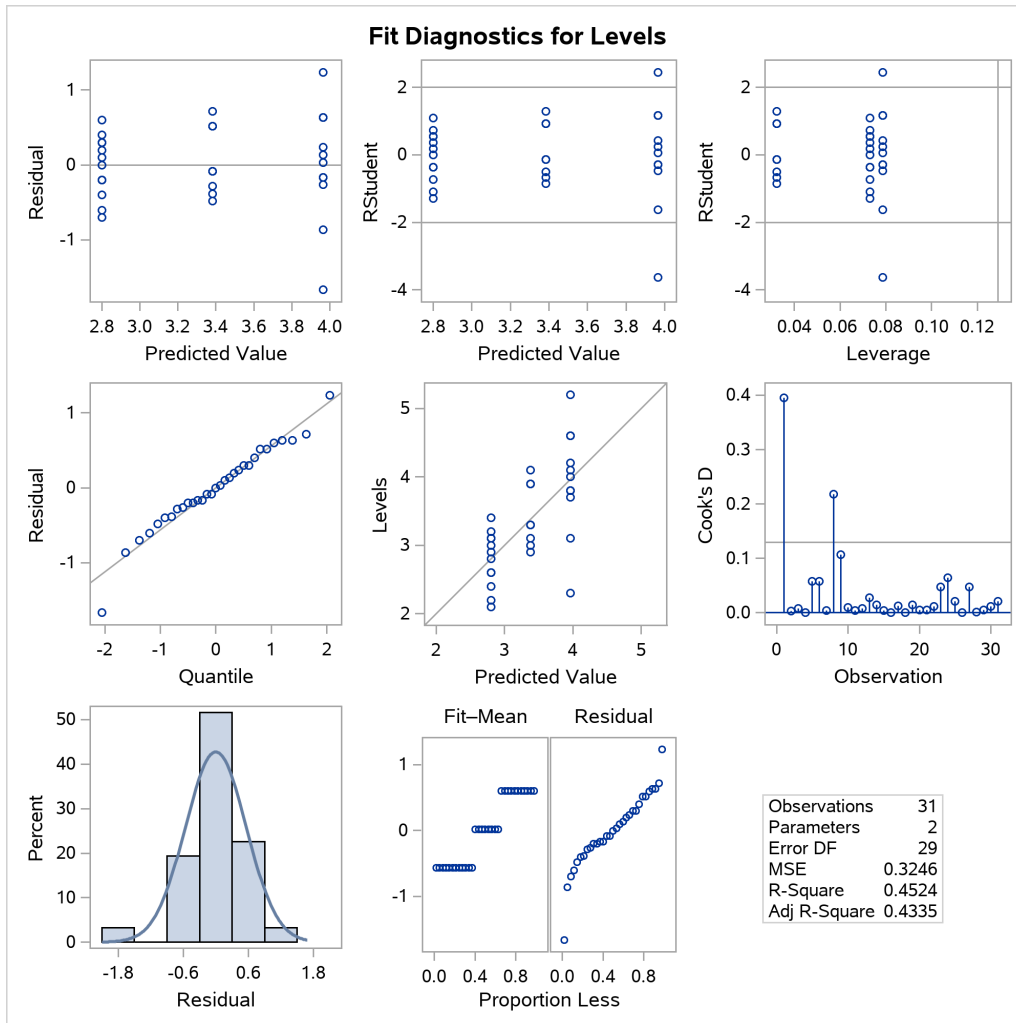 Fit Diagnostics for Levels
Residual
1
0
-1
2.8 3.0 3.2 3.4 3.6 3.8 4.0
Predicted Value
RStudent
2
0
-2
-4
2.8 3.0 3.2 3.4 3.6 3.8 4.0
Predicted Value
RStudent
2
0
-2
-4
0.04 0.06 0.08 0.10 0.12
Leverage
Residual
1
0
-1
-2 -1 0 1 2
Quantile
Levels
5
4
3
2
2 3 4 5
Predicted Value
Cook's D
0.4
0.3
0.2
0.1
0.0
0 10 20 30
Observation
Percent
50
40
30
20
10
0
-1.8 -0.6 0.6 1.8
Residual
Fit–Mean Residual
1
0
-1
0.0 0.4 0.8 0.0 0.4 0.8
Proportion Less
Observations 31
Parameters 2
Error DF 29
MSE 0.3246
R-Square 0.4524
Adj R-Square 0.4335